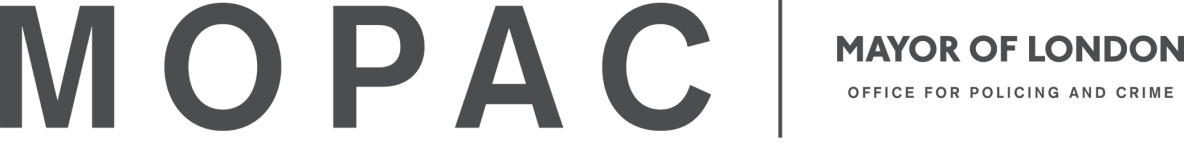 MOPAC
MAYOR OF LONDON
OFFICE FOR POLICING AND CRIME